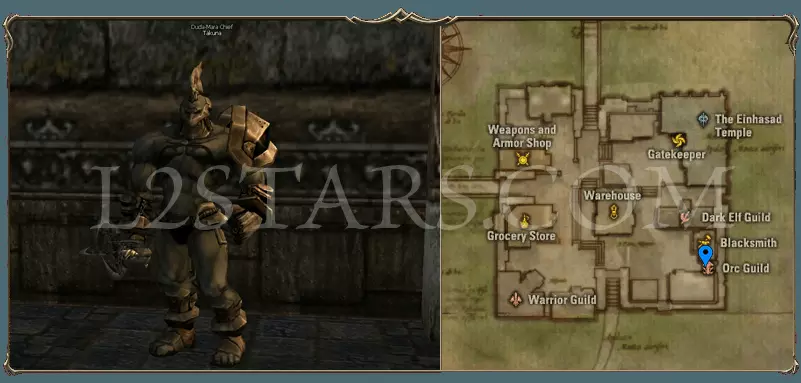 Duda-Mara Chief
Takuna
L2STARS.COM
The Einhasad
Temple
Weapons and
Armor Shop
Gatekeeper
Warehouse
Dark Elf Guild
Grocery Store
Blacksmith
Orc Guild
Warrior Guild